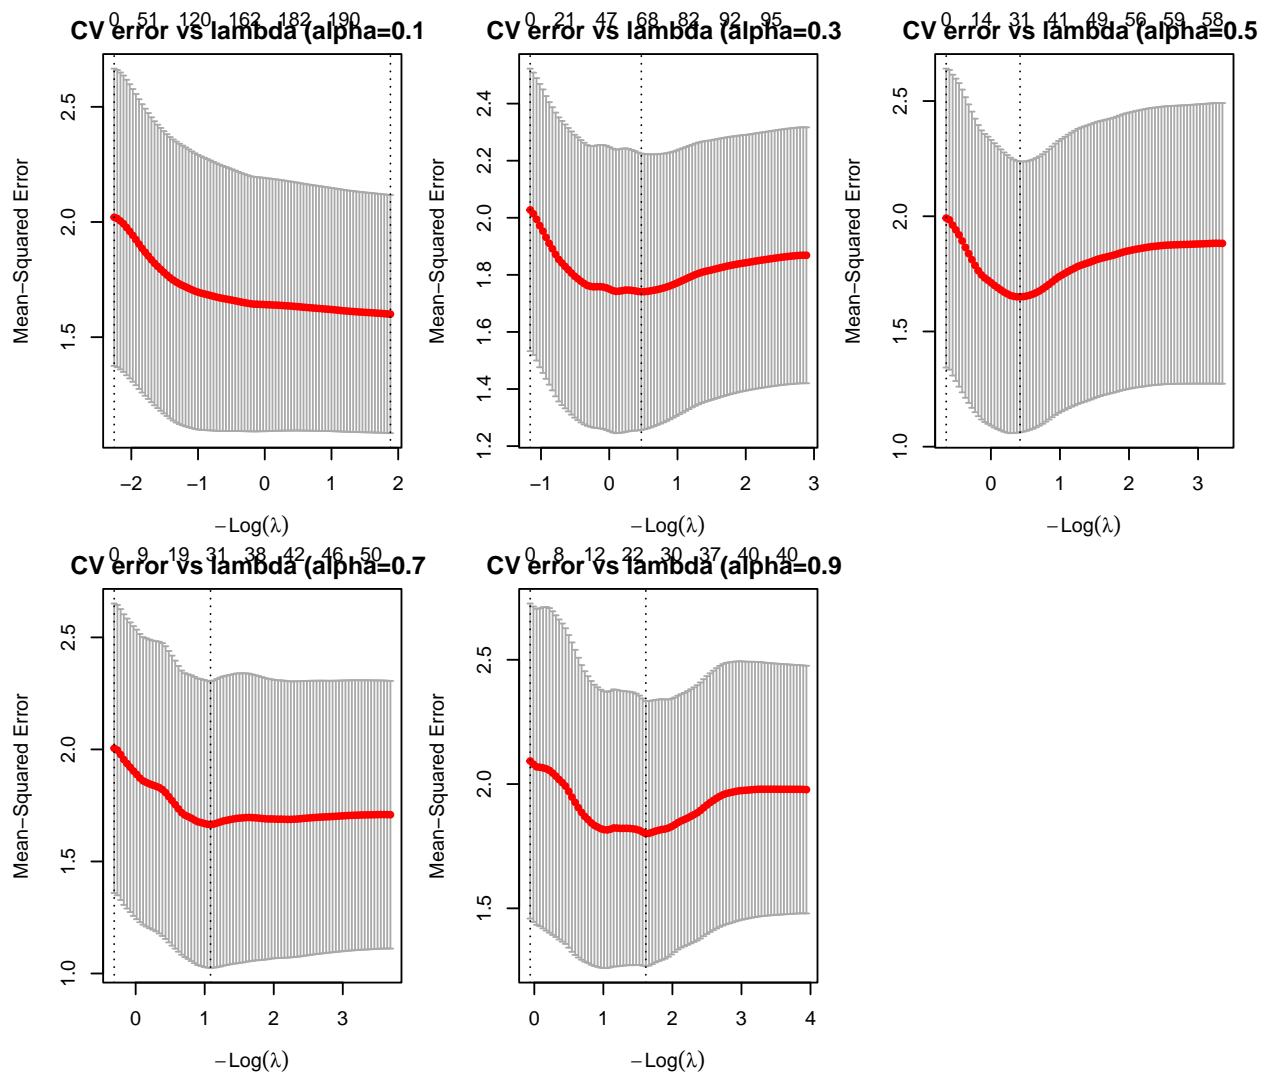 0 51 120 162 182 190
CV error vs lambda (alpha=0.1
Mean−Squared Error
2.5
2.0
1.5
−2 −1 0 1 2
−Log(λ)
0 21 47 68 82 92 95
CV error vs lambda (alpha=0.3
Mean−Squared Error
2.4
2.2
2.0
1.8
1.6
1.4
1.2
−1 0 1 2 3
−Log(λ)
0 14 31 41 49 56 59 58
CV error vs lambda (alpha=0.5
Mean−Squared Error
2.5
2.0
1.5
1.0
0 1 2 3
−Log(λ)
0 9 19 31 38 42 46 50
CV error vs lambda (alpha=0.7
Mean−Squared Error
2.5
2.0
1.5
1.0
0 1 2 3
−Log(λ)
0 8 12 22 30 37 40 40
CV error vs lambda (alpha=0.9
Mean−Squared Error
2.5
2.0
1.5
0 1 2 3 4
−Log(λ)